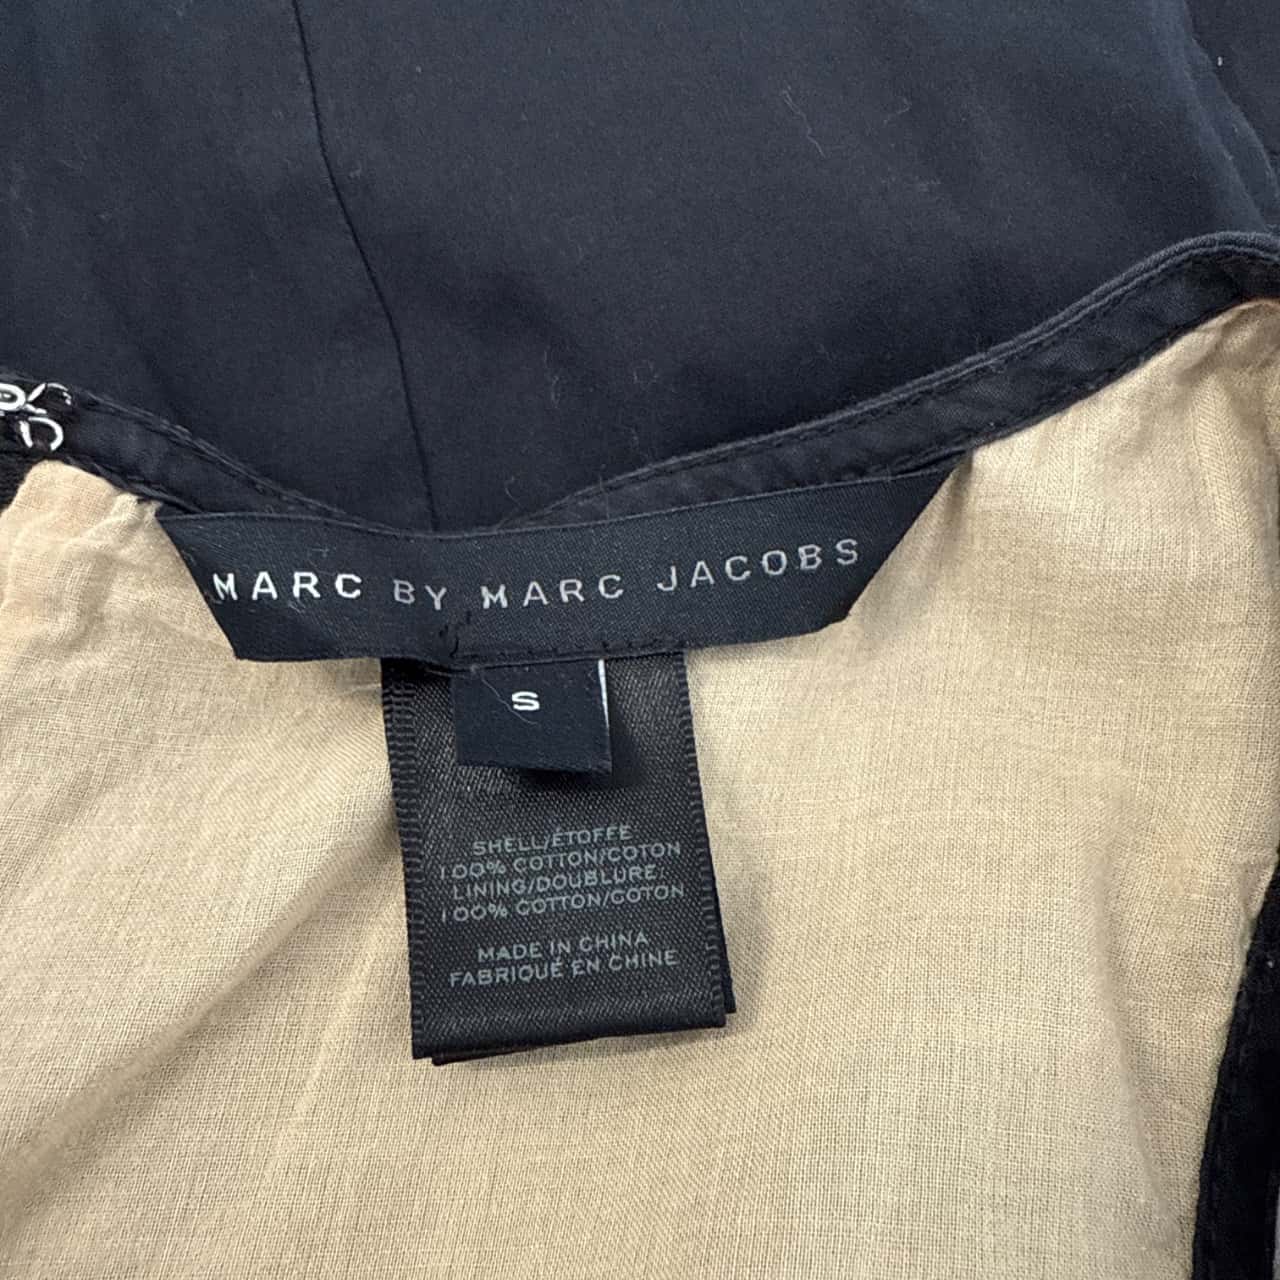 MARC BY MARC JACOBS
S
SHELL/ÉTOFFE
100% COTTON/COTON
LINING/DOUBLURE:
100% COTTON/COTON
MADE IN CHINA
FABRIQUÉ EN CHINE